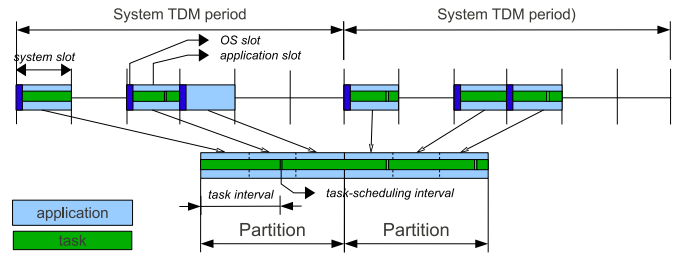 System TDM period
System TDM period)
OS slot
application slot
system slot
task interval
task-scheduling interval
application
task
Partition
Partition